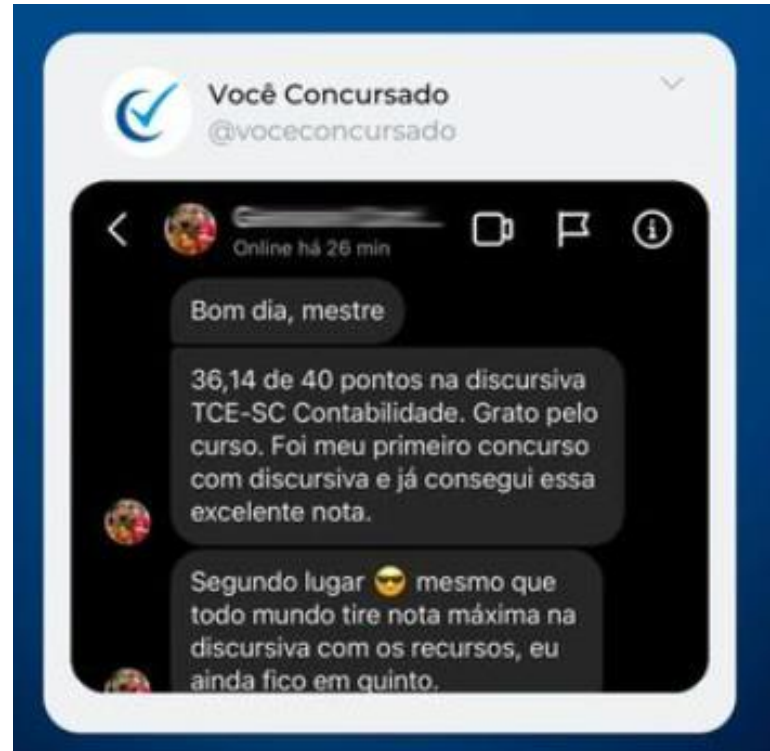 Você Concursado
@voceconcursado
Online há 26 min
Bom dia, mestre
36,14 de 40 pontos na discursiva
TCE-SC Contabilidade. Grato pelo
curso. Foi meu primeiro concurso
com discursiva e já consegui essa
excelente nota.
Segundo lugar 😎 mesmo que
todo mundo tire nota máxima na
discursiva com os recursos, eu
ainda fico em quinto.